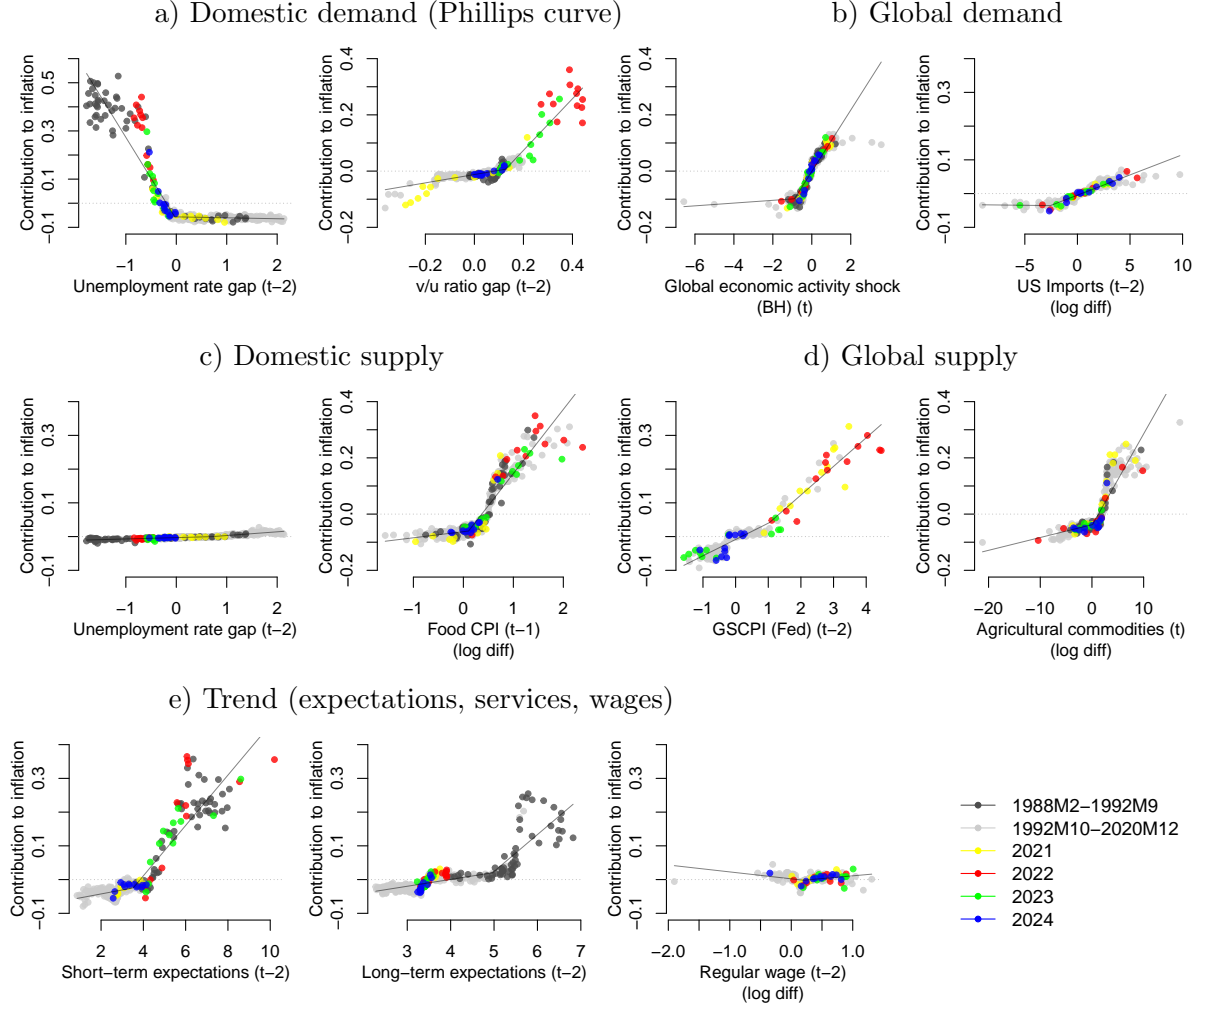 a) Domestic demand (Phillips curve)
b) Global demand
Contribution to inflation
−0.1 0.1 0.3 0.5
−1 0 1 2
Unemployment rate gap (t−2)
Contribution to inflation
−0.2 0.0 0.2 0.4
−0.2 0.0 0.2 0.4
v/u ratio gap (t−2)
Contribution to inflation
−0.2 0.0 0.2 0.4
−6 −4 −2 0 2
Global economic activity shock
(BH) (t)
Contribution to inflation
−0.1 0.1 0.3
−5 0 5 10
US Imports (t−2)
(log diff)
c) Domestic supply
d) Global supply
Contribution to inflation
−0.1 0.1 0.3
−1 0 1 2
Unemployment rate gap (t−2)
Contribution to inflation
−0.2 0.0 0.2 0.4
−1 0 1 2
Food CPI (t−1)
(log diff)
Contribution to inflation
−0.1 0.1 0.3
−1 0 1 2 3 4
GSCPI (Fed) (t−2)
Contribution to inflation
−0.2 0.0 0.2 0.4
−20 −10 0 10
Agricultural commodities (t)
(log diff)
e) Trend (expectations, services, wages)
Contribution to inflation
−0.1 0.1 0.3
2 4 6 8 10
Short−term expectations (t−2)
Contribution to inflation
−0.1 0.1 0.3
3 4 5 6 7
Long−term expectations (t−2)
Contribution to inflation
−0.1 0.1 0.3
−2.0 −1.0 0.0 1.0
Regular wage (t−2)
(log diff)
1988M2−1992M9
1992M10−2020M12
2021
2022
2023
2024